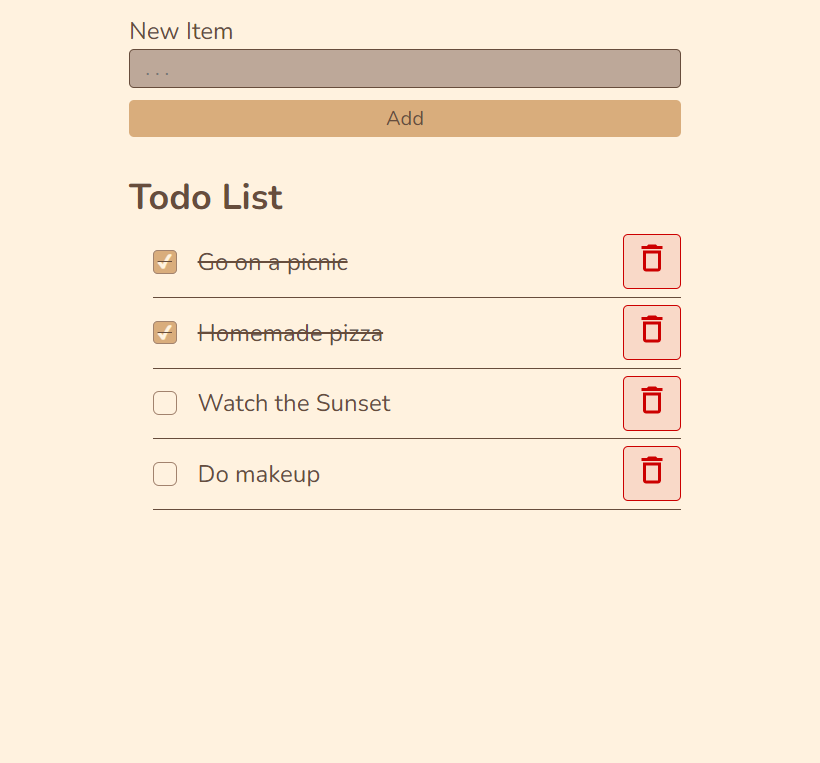 New Item
...
Add
Todo List
Go on a picnic
Homemade pizza
Watch the Sunset
Do makeup